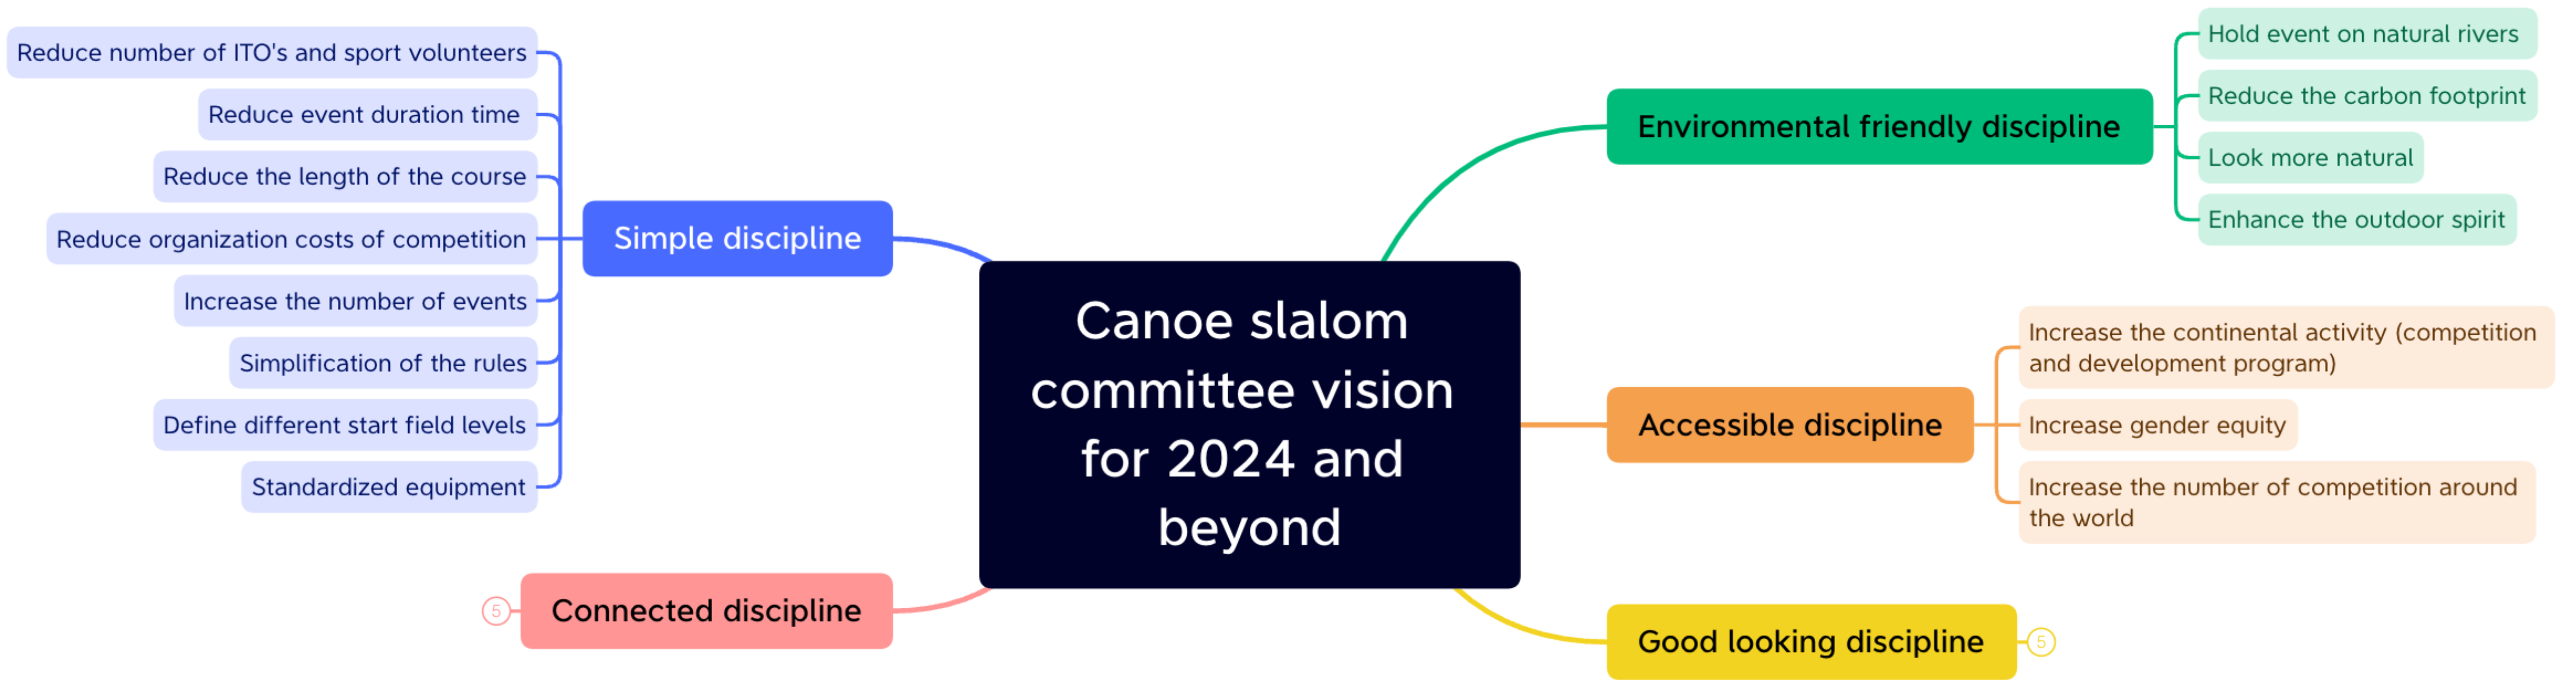 Canoe slalom
committee vision
for 2024 and
beyond
Environmental friendly discipline
Hold event on natural rivers
Reduce the carbon footprint
Look more natural
Enhance the outdoor spirit
Accessible discipline
Increase the continental activity (competition
and development program)
Increase gender equity
Increase the number of competition around
the world
Good looking discipline
5
Simple discipline
Reduce number of ITO's and sport volunteers
Reduce event duration time
Reduce the length of the course
Reduce organization costs of competition
Increase the number of events
Simplification of the rules
Define different start field levels
Standardized equipment
Connected discipline
5